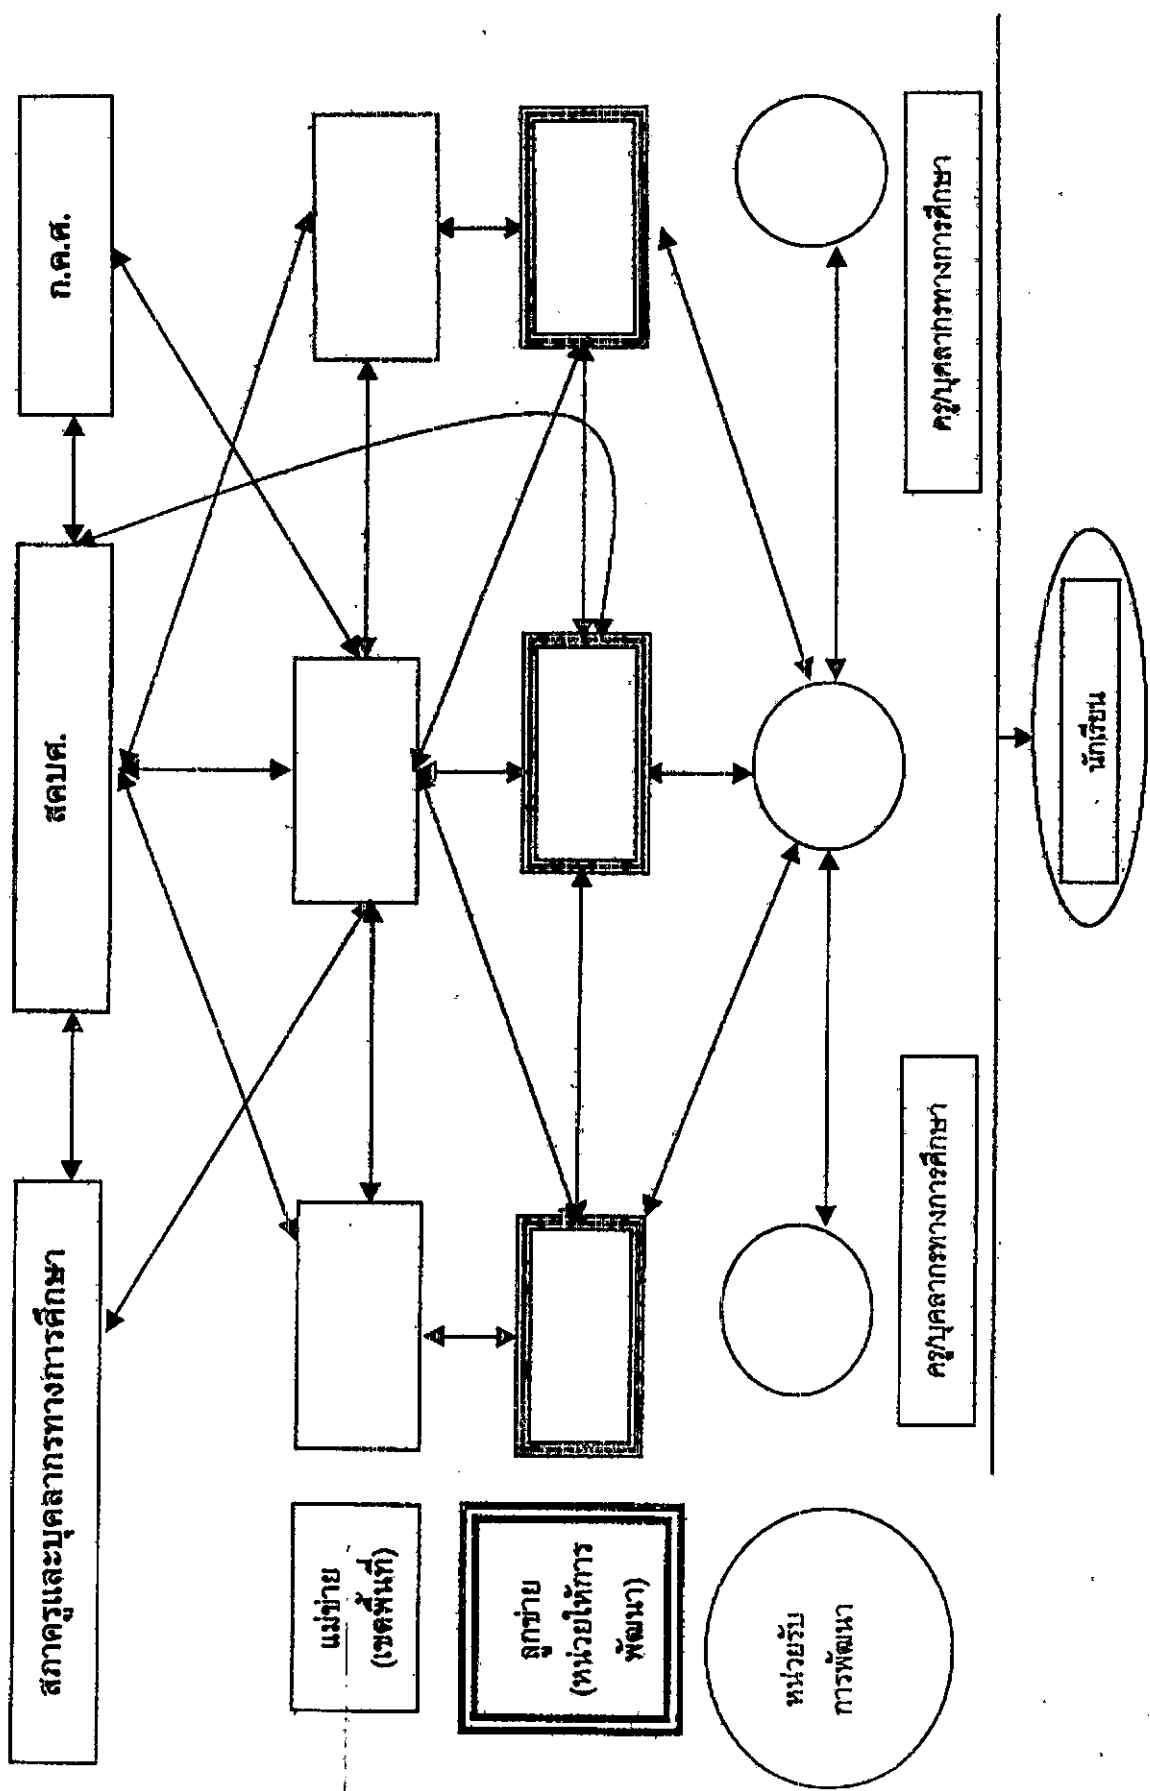 สภาครูและบุคลากรทางการศึกษา
สคบศ.
ก.ค.ศ.
แม่ข่าย
(เขตพื้นที่)
ลูกข่าย
(หน่วยให้การ
พัฒนา)
หน่วยรับ
การพัฒนา
ครู/บุคลากรทางการศึกษา
ครู/บุคลากรทางการศึกษา
นักเรียน